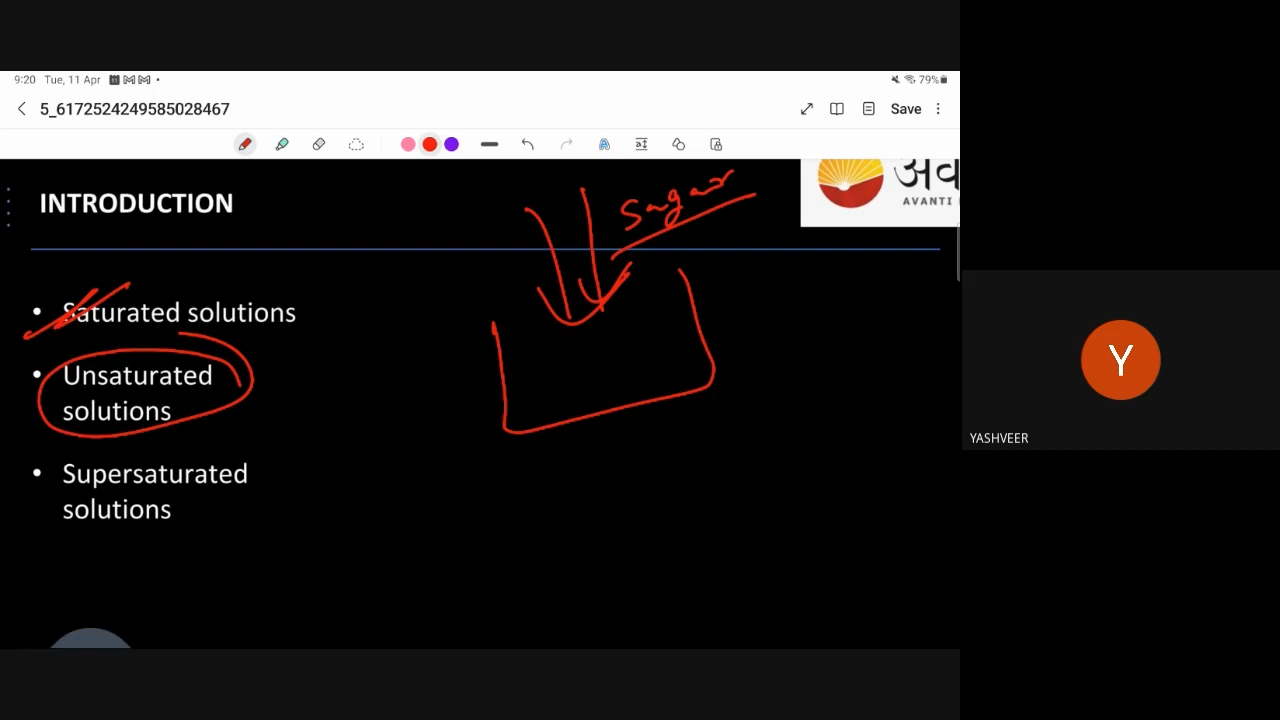 9:20 Tue, 11 Apr
79%
5_6172524249585028467
Save
INTRODUCTION
अव
AVANTI
Sugar
• Saturated solutions
• Unsaturated
solutions
• Supersaturated
solutions
Y
YASHVEER